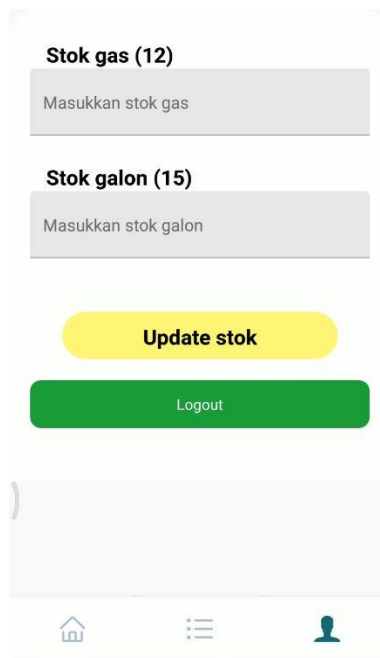 Stok gas (12)
Masukkan stok gas
Stok galon (15)
Masukkan stok galon
Update stok
Logout